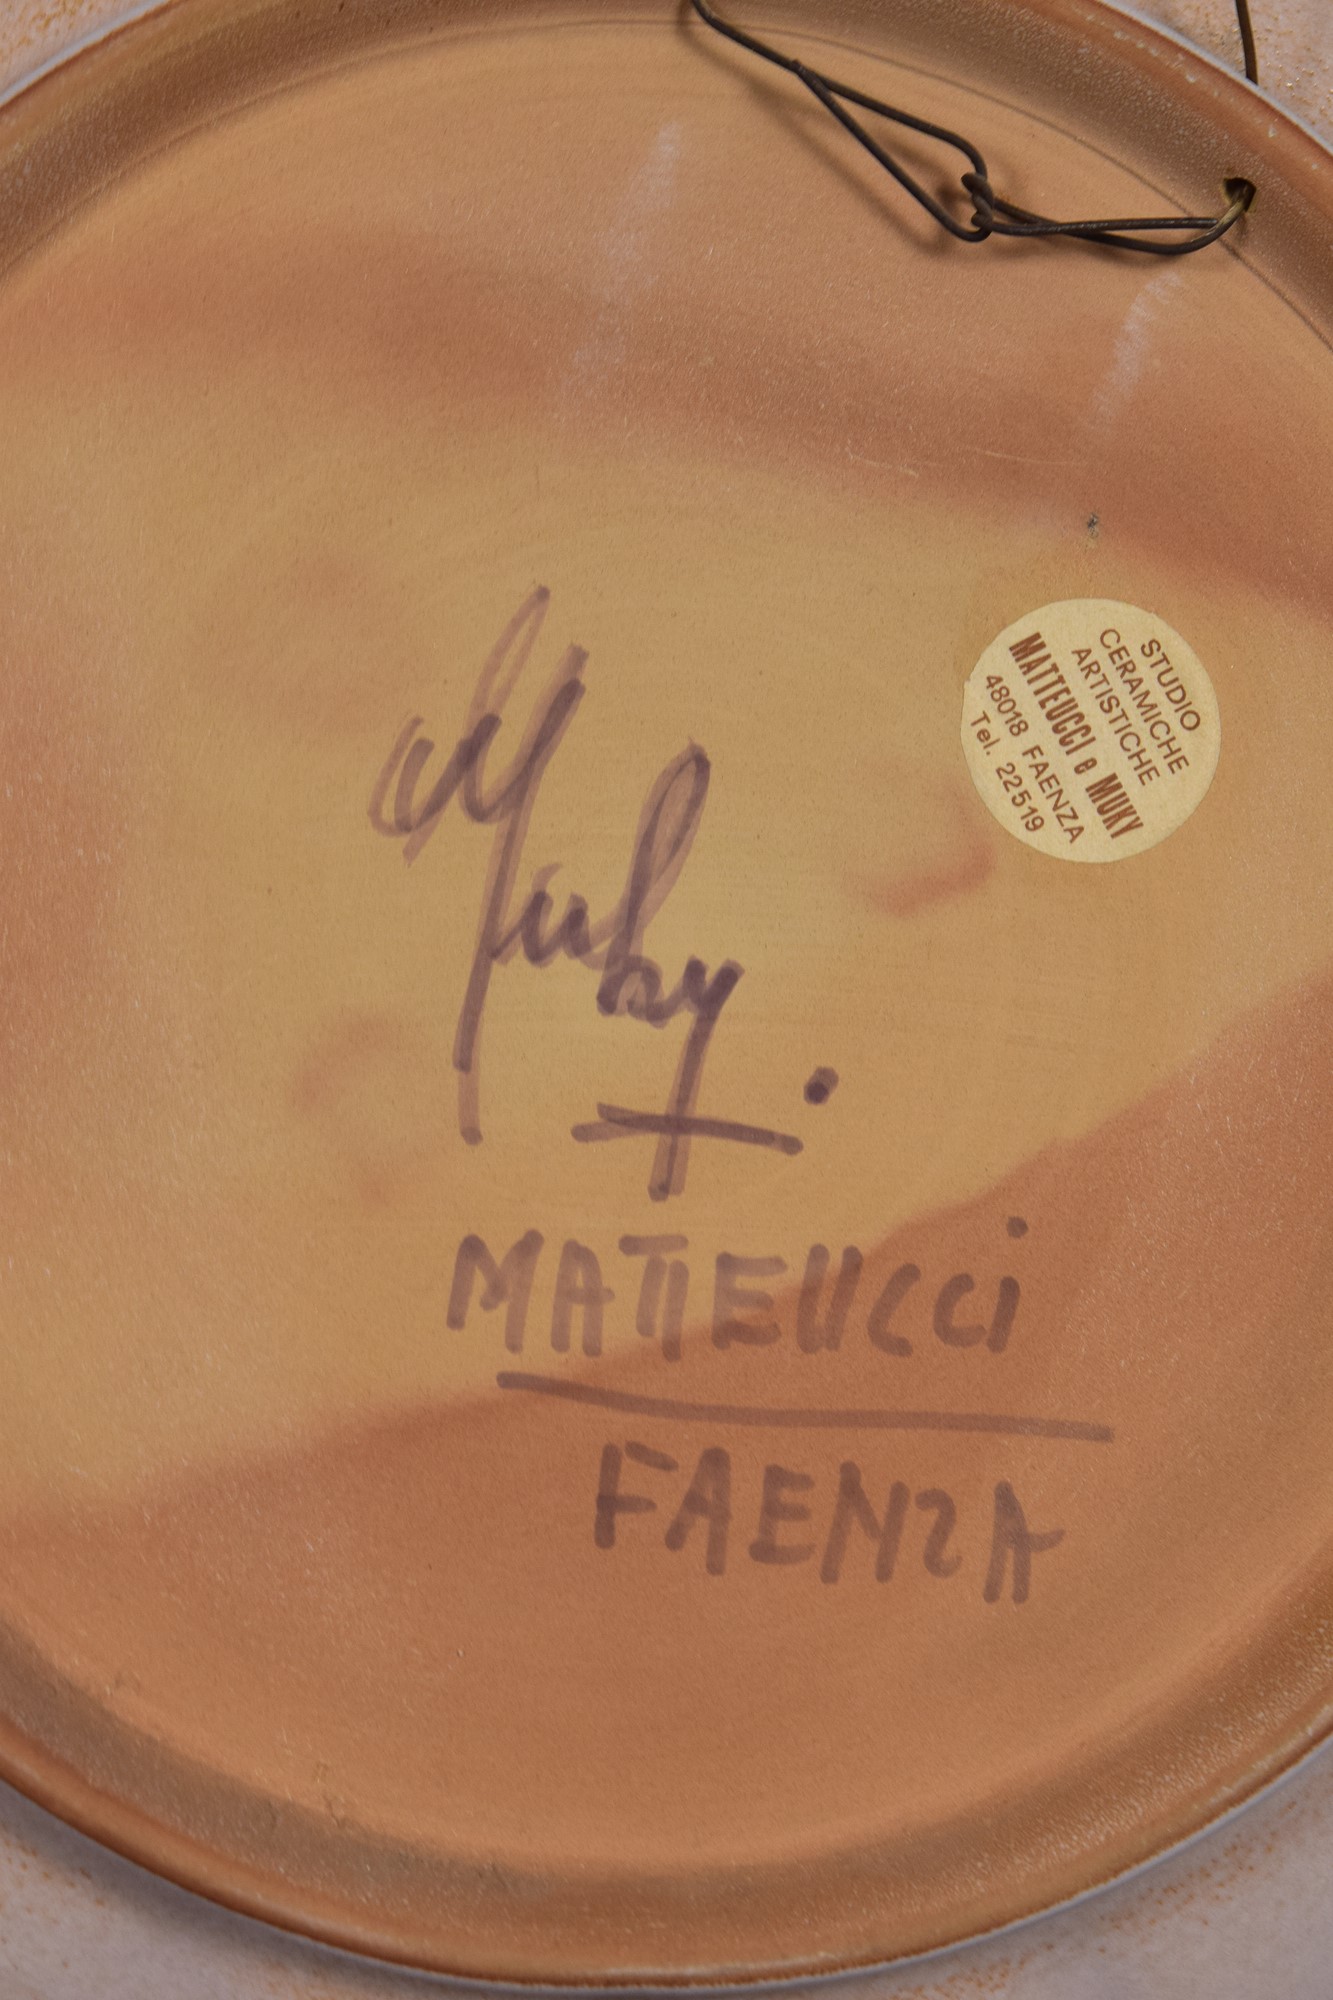 Muky.
MATTEUCCi
FAENZA
STUDIO
CERAMICHE
ARTISTICHE
MATTEUCCI e MUKY
48018 FAENZA
Tel. 22519